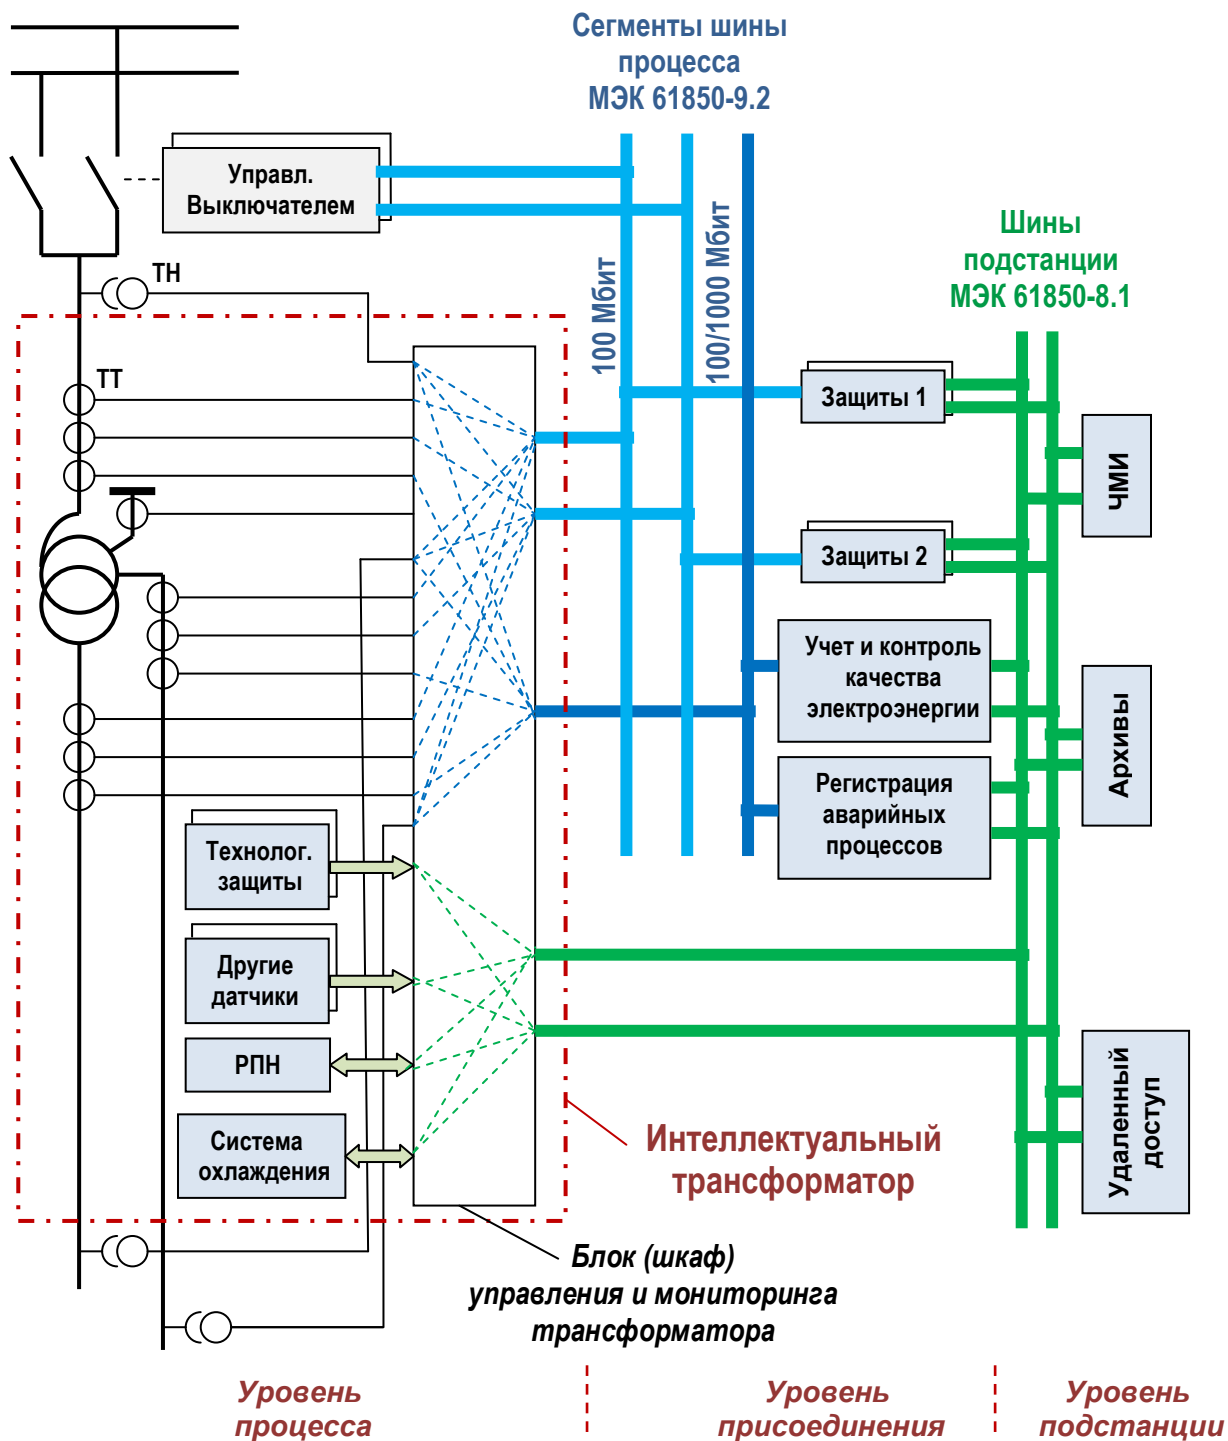 Сегменты шины
процесса
МЭК 61850-9.2
Управл.
Выключателем
100 Мбит
100/1000 Мбит
Шины
подстанции
МЭК 61850-8.1
ТН
ТТ
Защиты 1
ЧМИ
Защиты 2
Учет и контроль
качества
электроэнергии
Архивы
Регистрация
аварийных
процессов
Технолог.
защиты
Другие
датчики
РПН
Система
охлаждения
Удаленный
доступ
Интеллектуальный
трансформатор
Блок (шкаф)
управления и мониторинга
трансформатора
Уровень
процесса
Уровень
присоединения
Уровень
подстанции